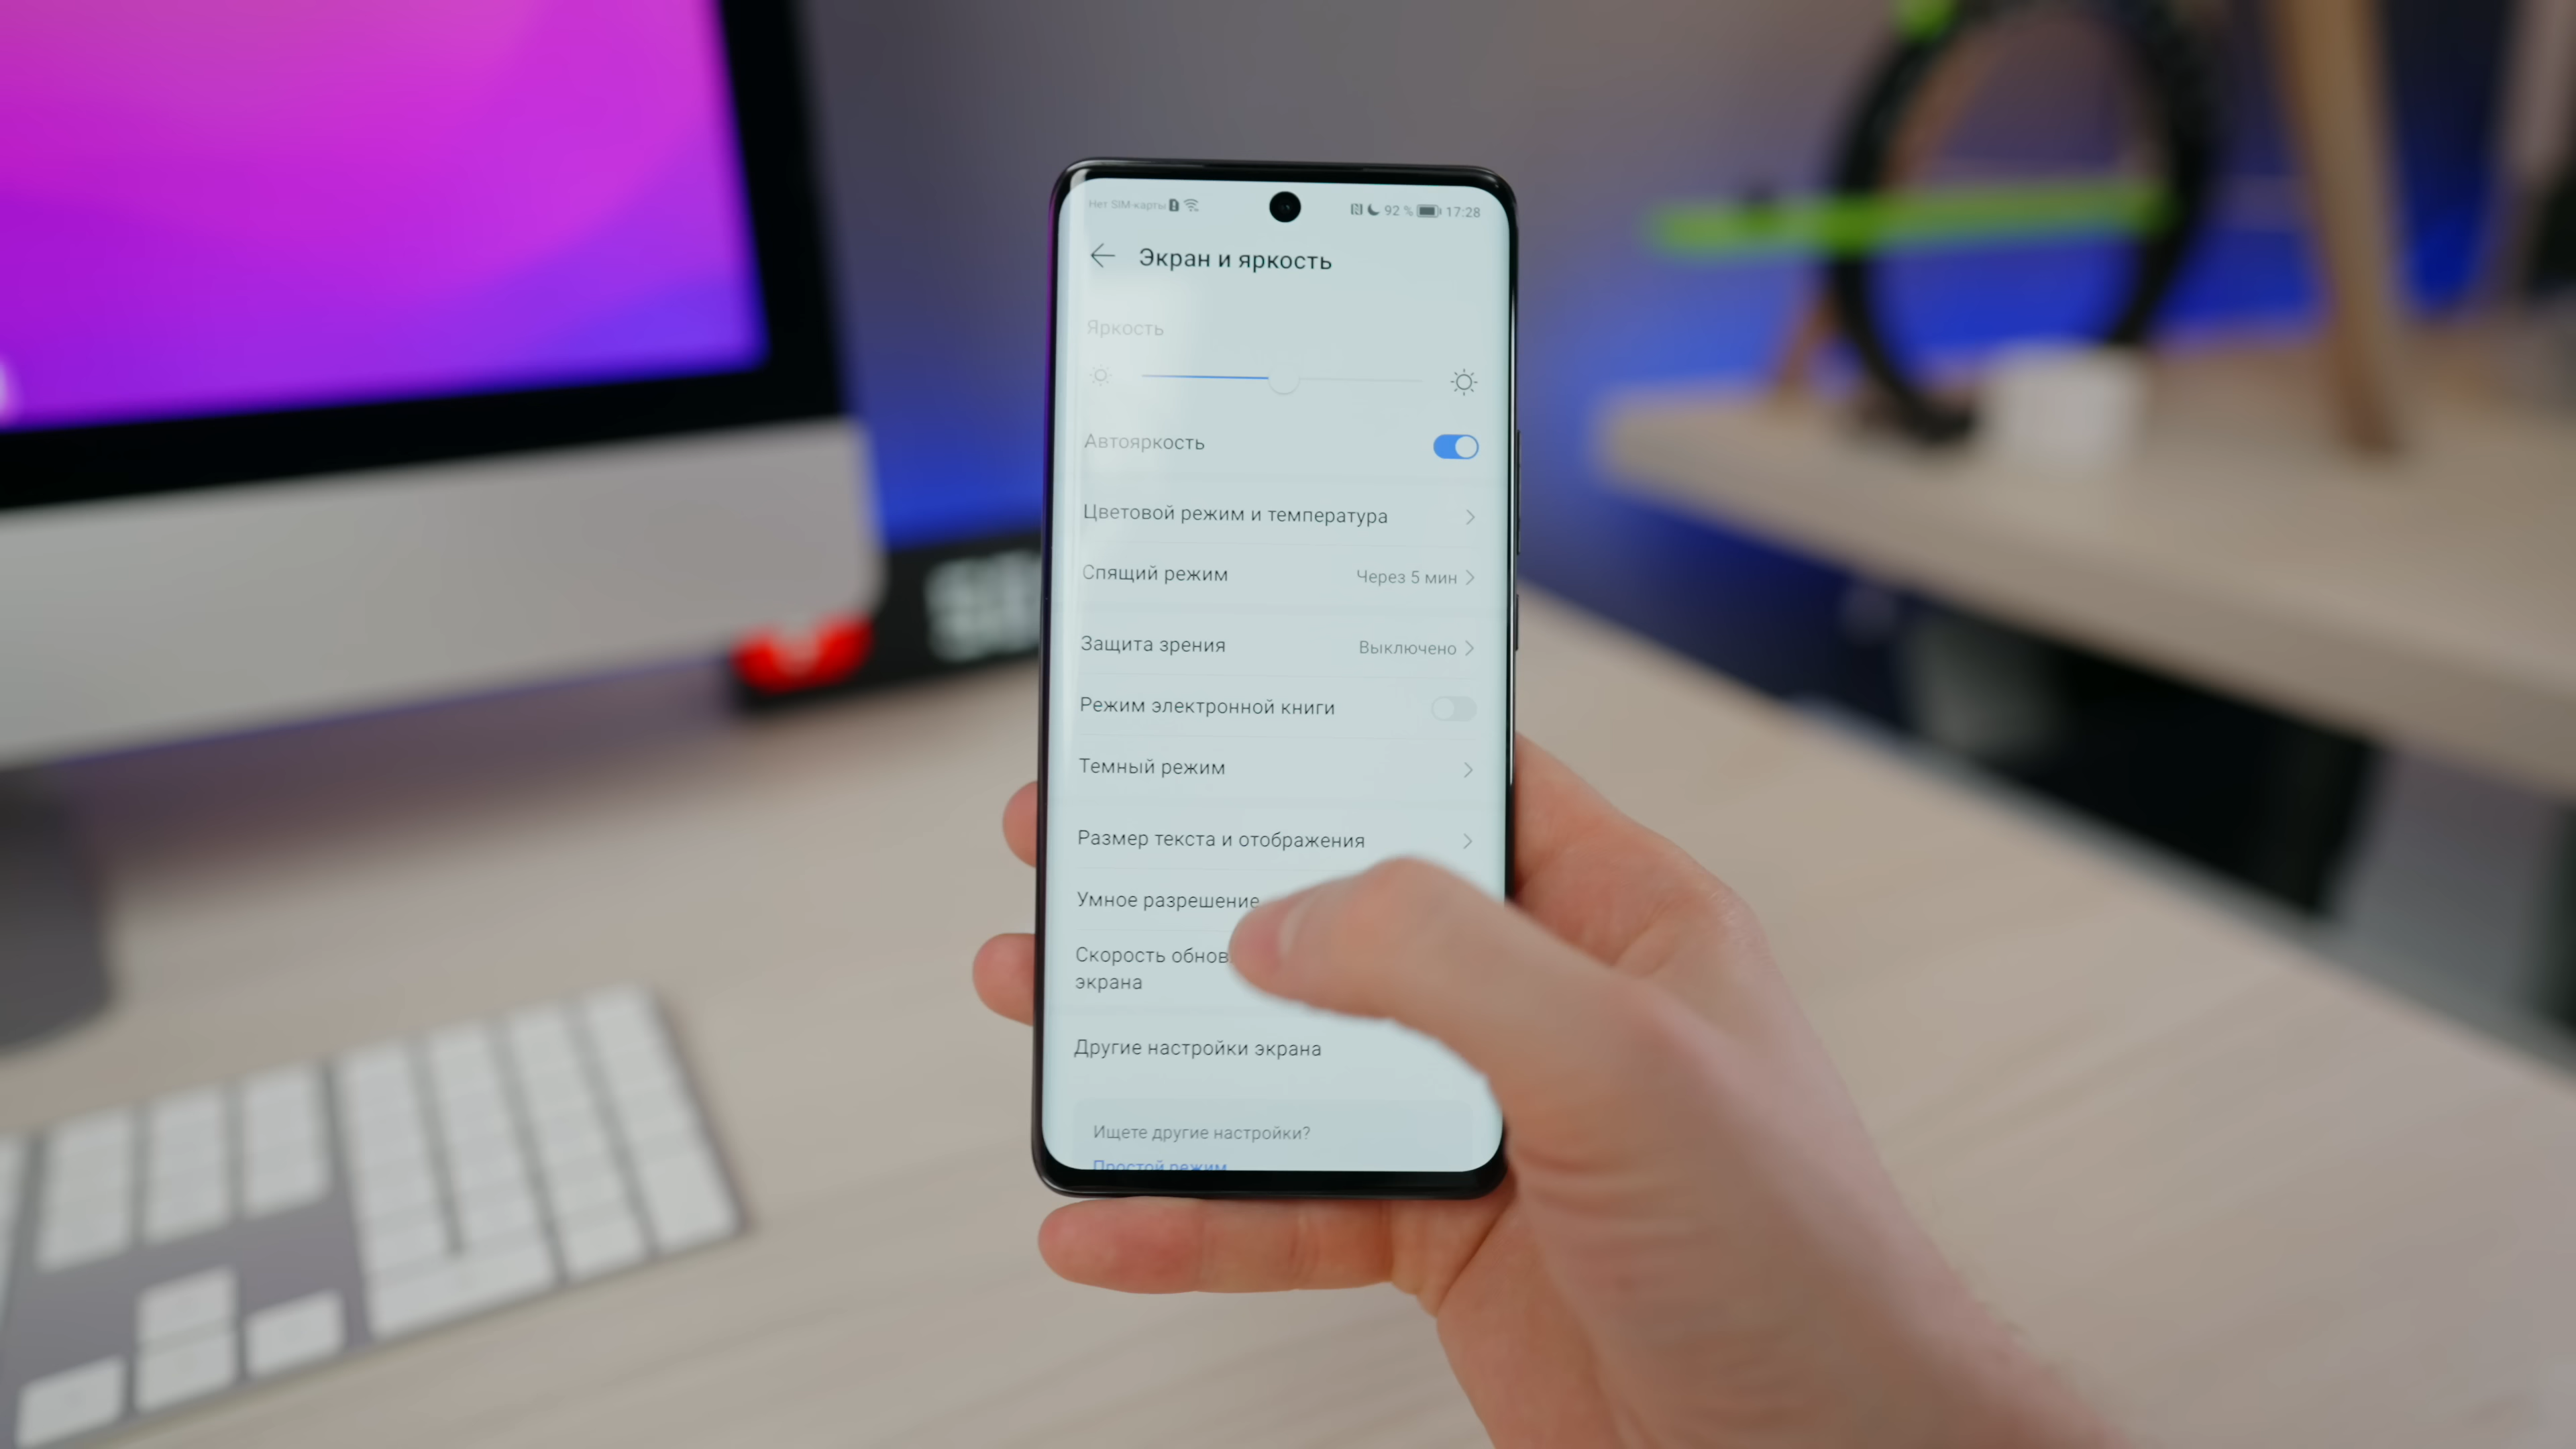 Нет SIM-карты 92 % 17:28
Экран и яркость
Яркость
Автояркость
Цветовой режим и температура
Спящий режим Через 5 мин
Защита зрения Выключено
Режим электронной книги
Темный режим
Размер текста и отображения
Умное разрешение
Скорость обнов
экрана
Другие настройки экрана
Ищете другие настройки?
Простой режим